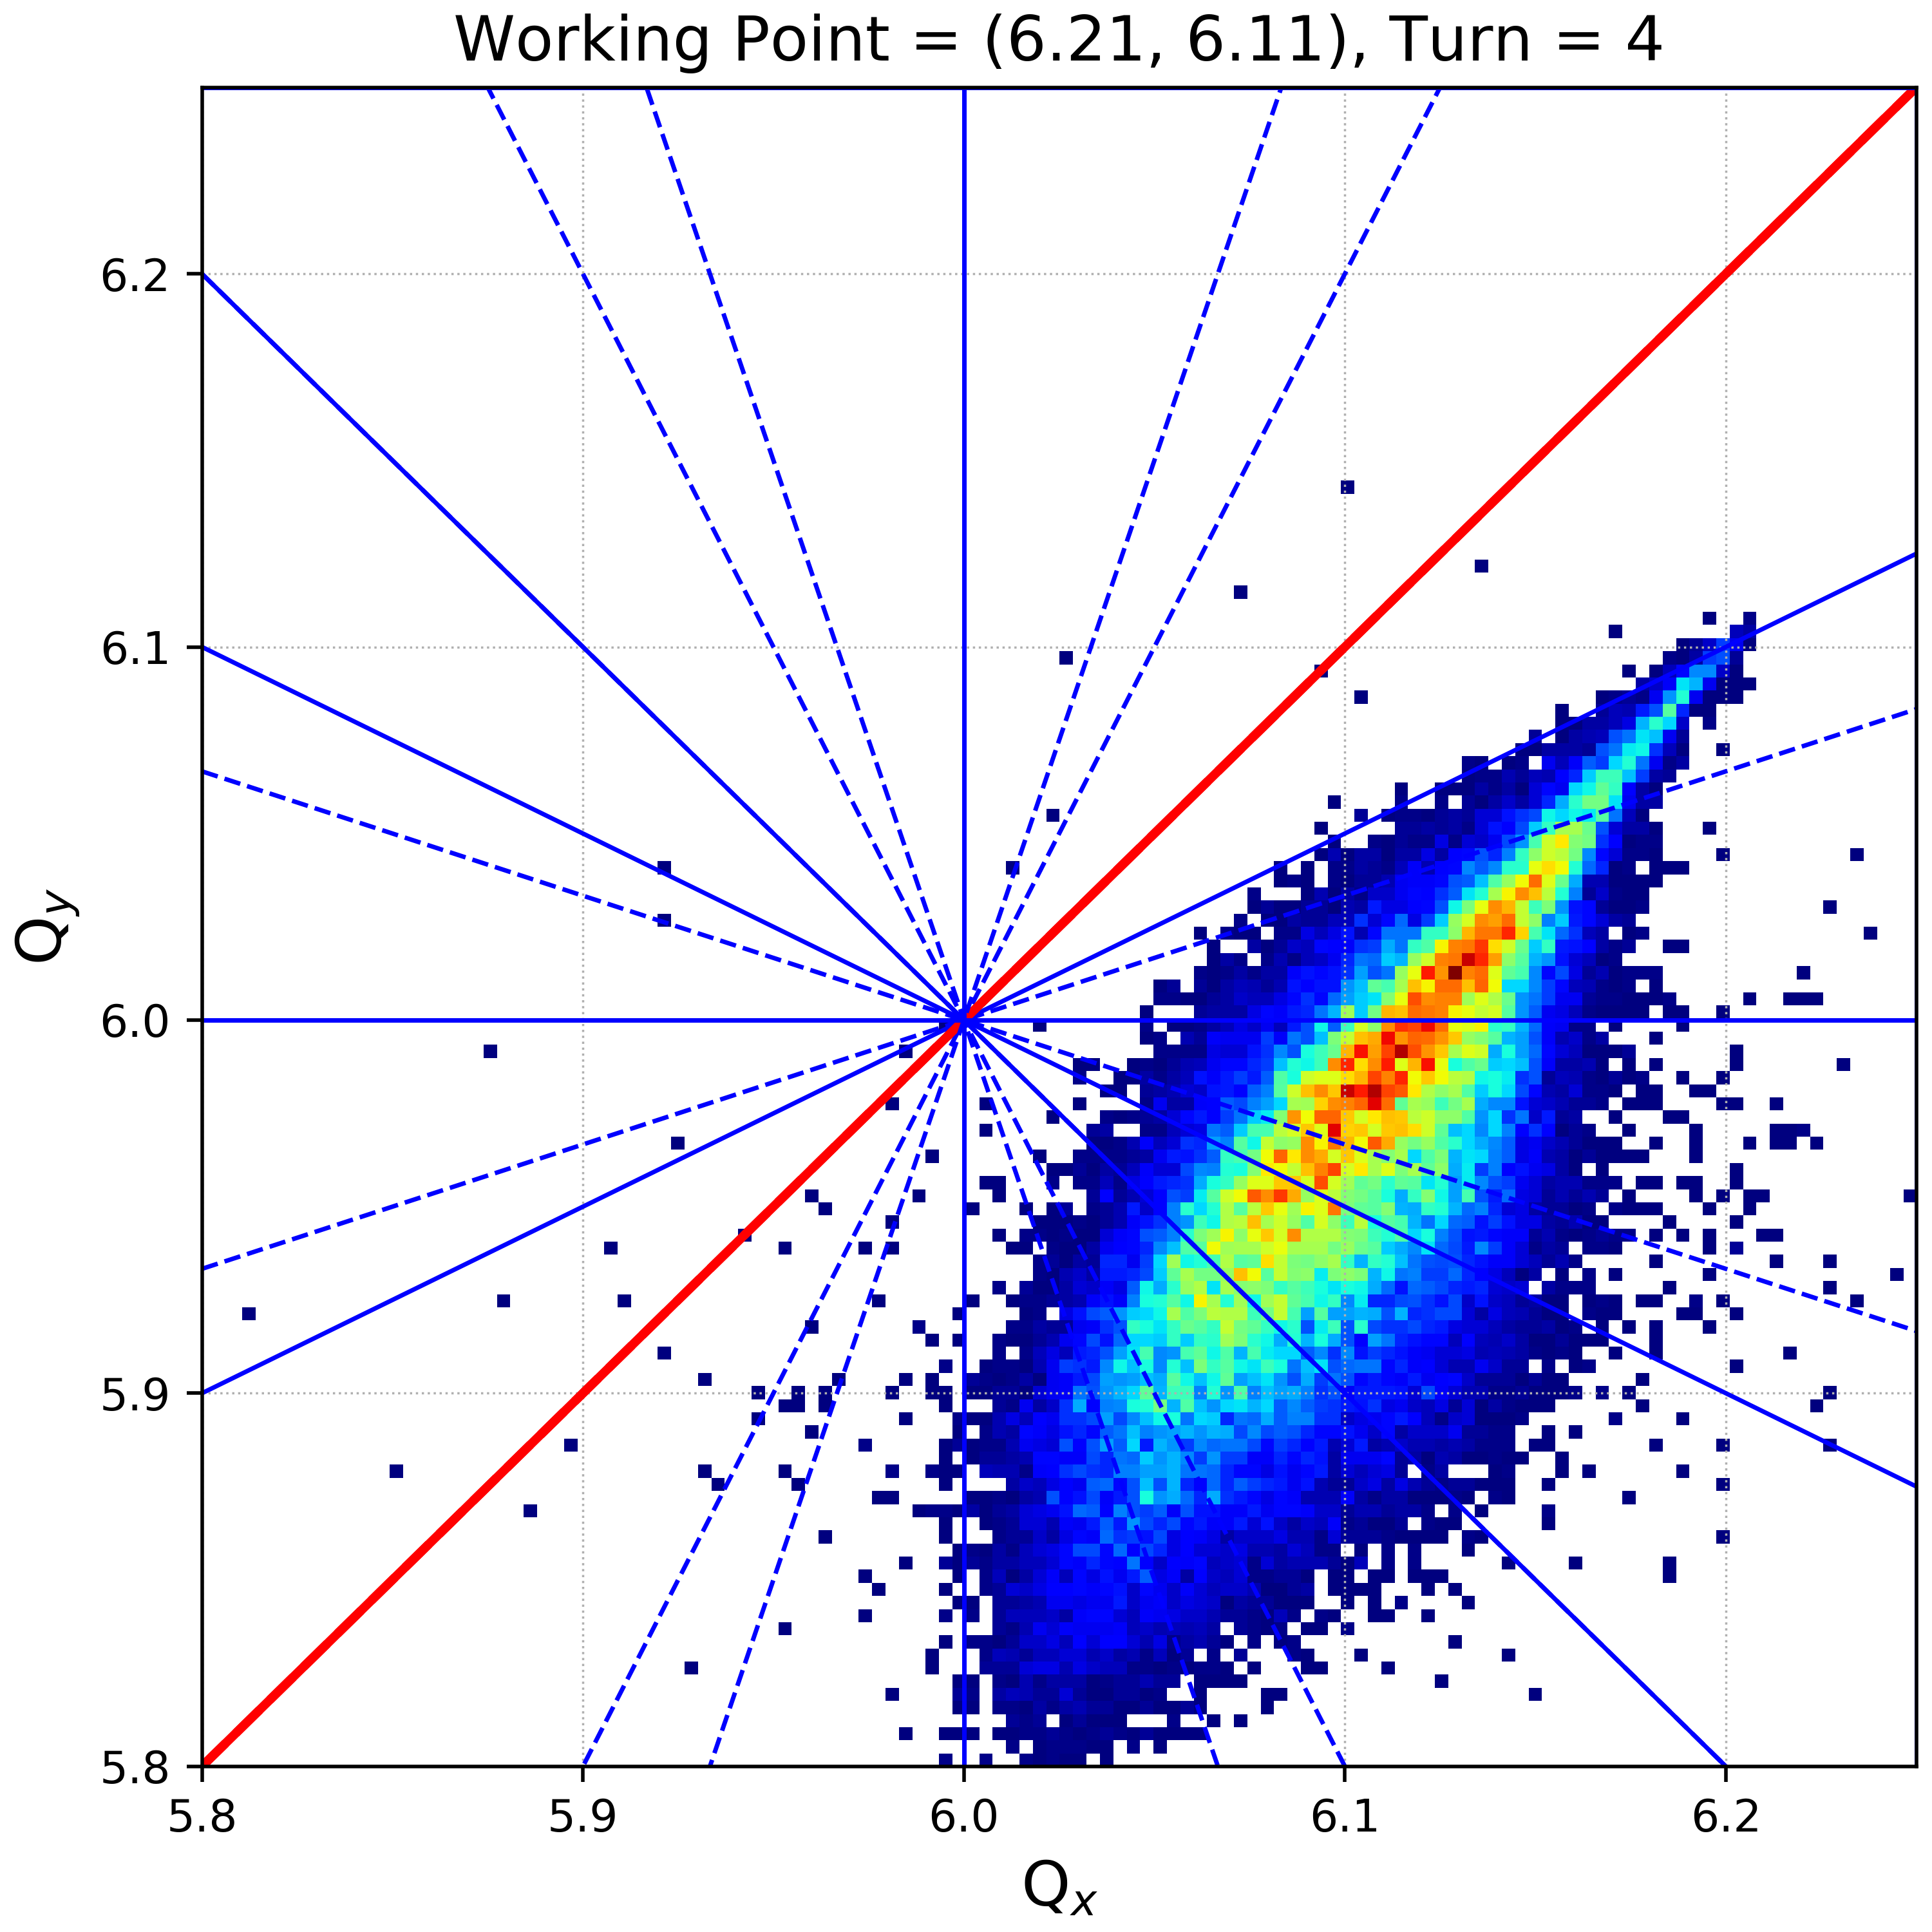 Working Point = (6.21, 6.11), Turn = 4
6.2
6.1
6.0
5.9
5.8
Qy
5.8 5.9 6.0 6.1 6.2
Qx